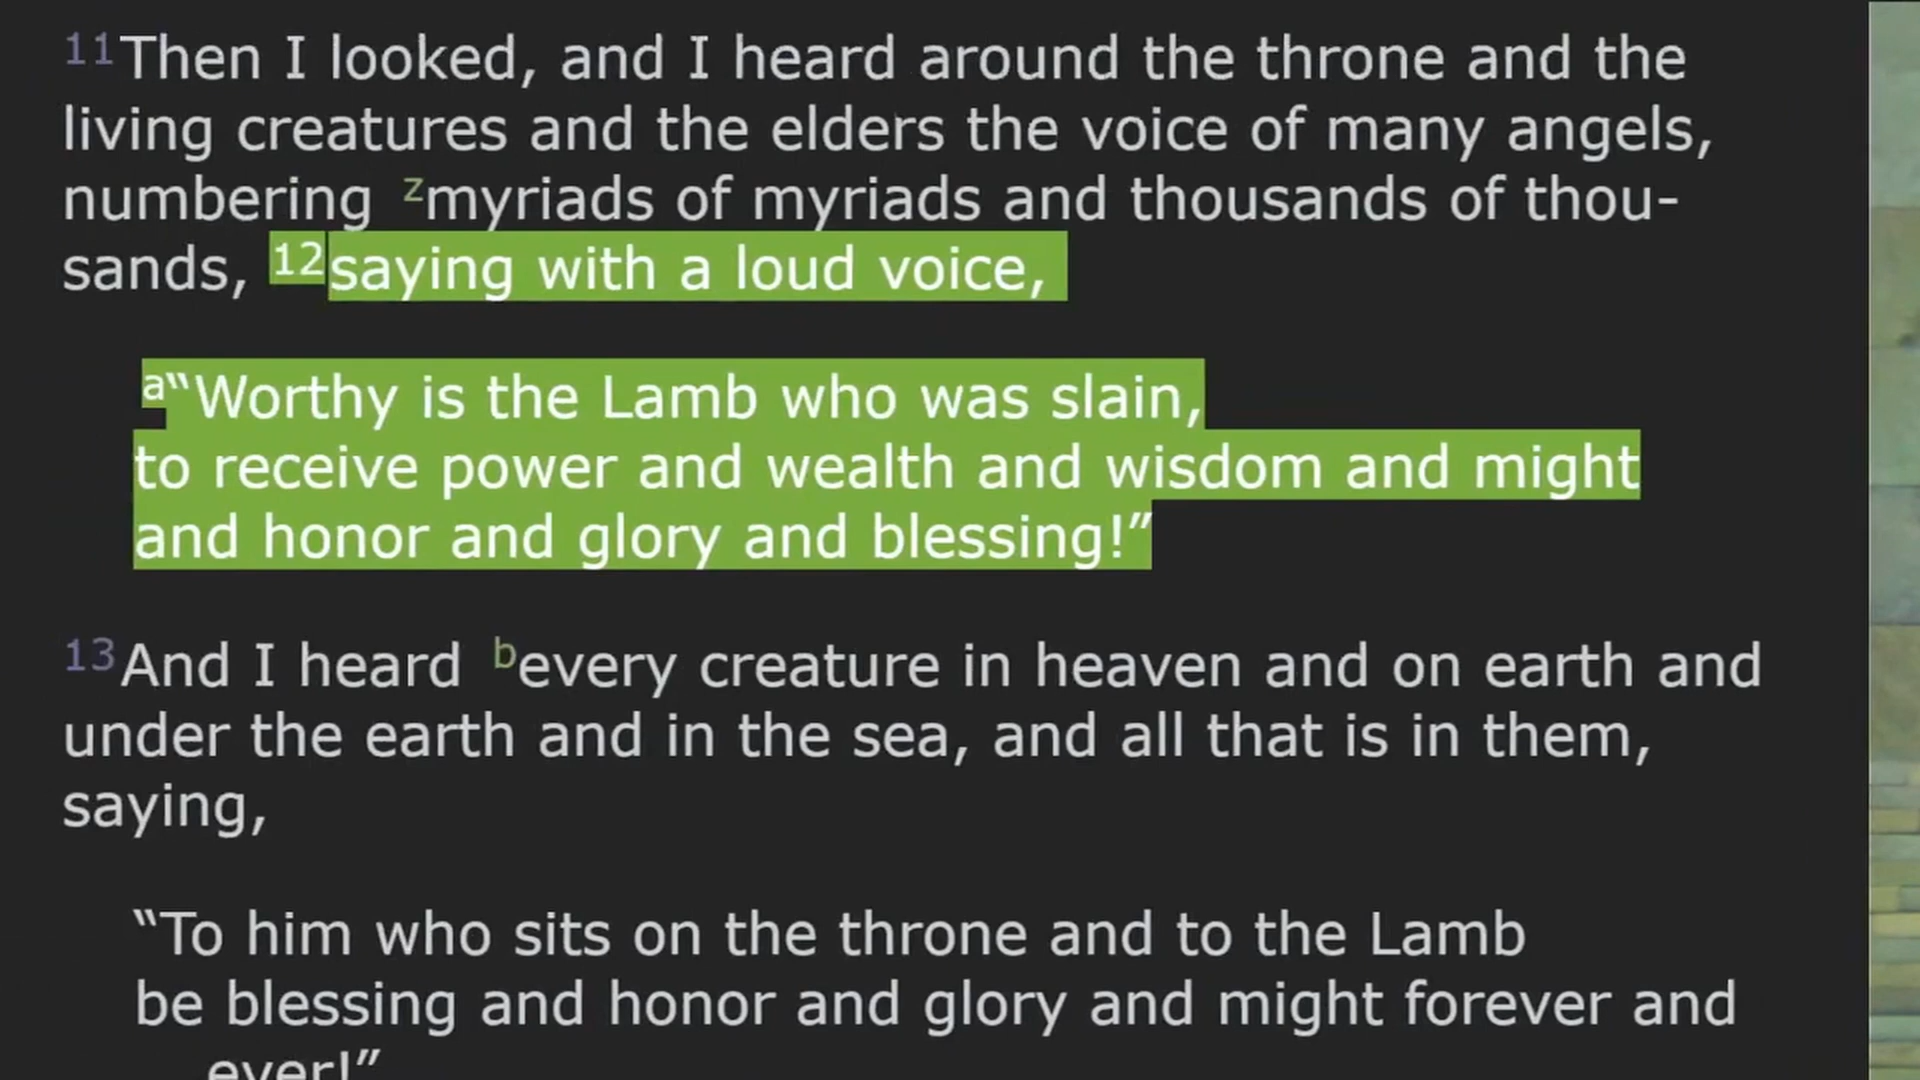 11Then I looked, and I heard around the throne and the
living creatures and the elders the voice of many angels,
numbering zmyriads of myriads and thousands of thou-
sands, 12saying with a loud voice,
a“Worthy is the Lamb who was slain,
to receive power and wealth and wisdom and might
and honor and glory and blessing!”
13And I heard bevery creature in heaven and on earth and
under the earth and in the sea, and all that is in them,
saying,
“To him who sits on the throne and to the Lamb
be blessing and honor and glory and might forever and
ever!”